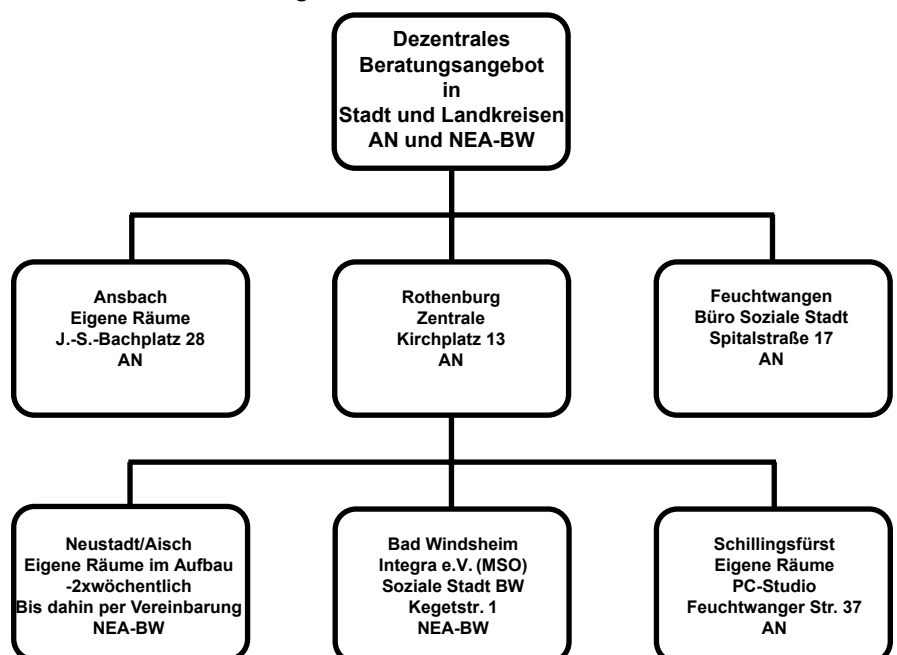 Dezentrales
Beratungsangebot
in
Stadt und Landkreisen
AN und NEA-BW
Ansbach
Eigene Räume
J.-S.-Bachplatz 28
AN
Rothenburg
Zentrale
Kirchplatz 13
AN
Feuchtwangen
Büro Soziale Stadt
Spitalstraße 17
AN
Neustadt/Aisch
Eigene Räume im Aufbau
-2xwöchentlich
Bis dahin per Vereinbarung
NEA-BW
Bad Windsheim
Integra e.V. (MSO)
Soziale Stadt BW
Kegetstr. 1
NEA-BW
Schillingsfürst
Eigene Räume
PC-Studio
Feuchtwanger Str. 37
AN